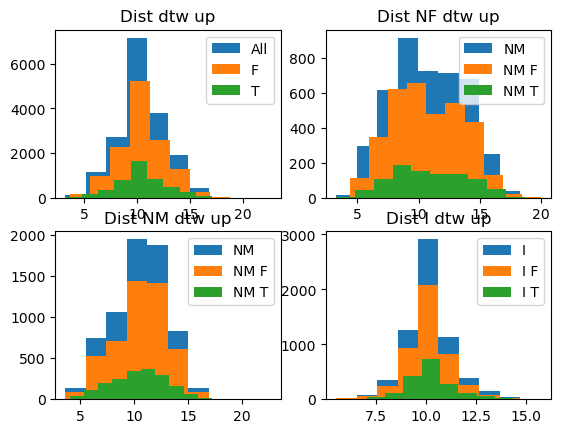 Dist dtw up
All
F
T
6000
4000
2000
0
5
10
15
20
Dist NF dtw up
NM
NM F
NM T
800
600
400
200
0
5
10
15
20
Dist NM dtw up
NM
NM F
NM T
2000
1500
1000
500
0
5
10
15
20
Dist I dtw up
I
I F
I T
3000
2000
1000
0
7.5
10.0
12.5
15.0